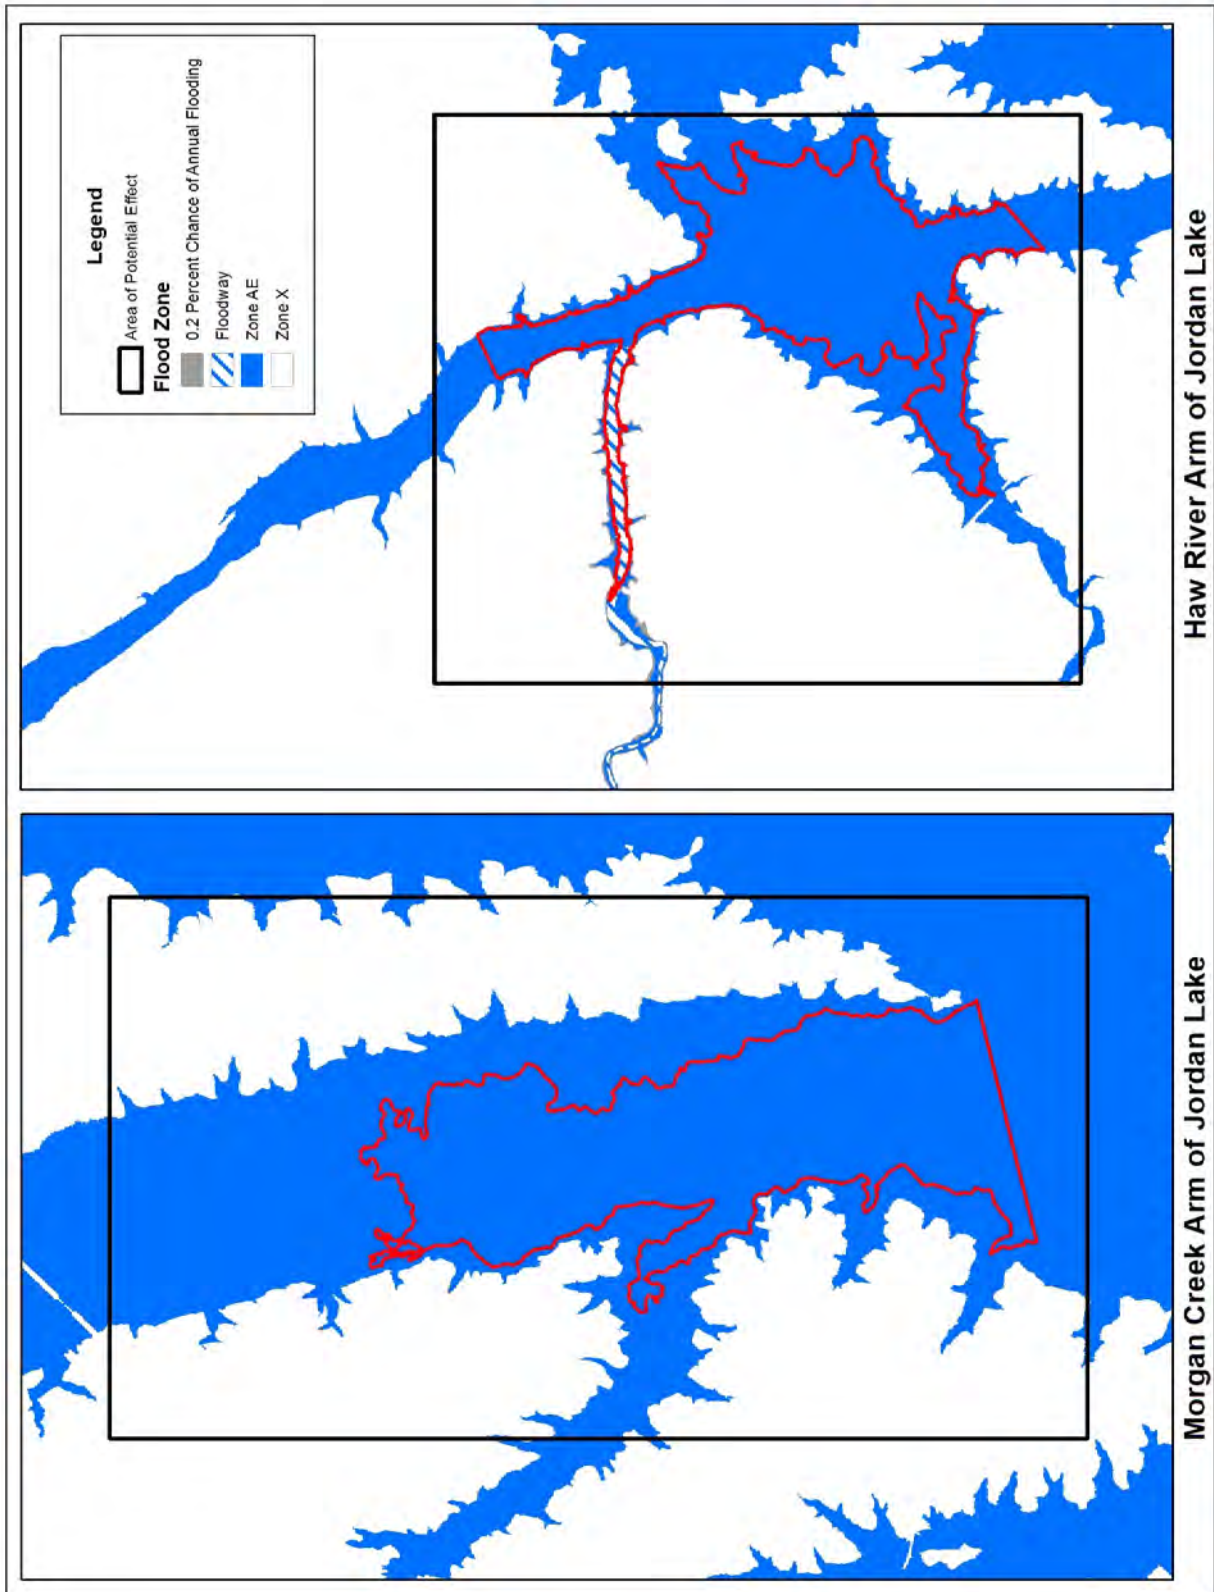 Legend
Area of Potential Effect
Flood Zone
0.2 Percent Chance of Annual Flooding
Floodway
Zone AE
Zone X
Morgan Creek Arm of Jordan Lake
Haw River Arm of Jordan Lake